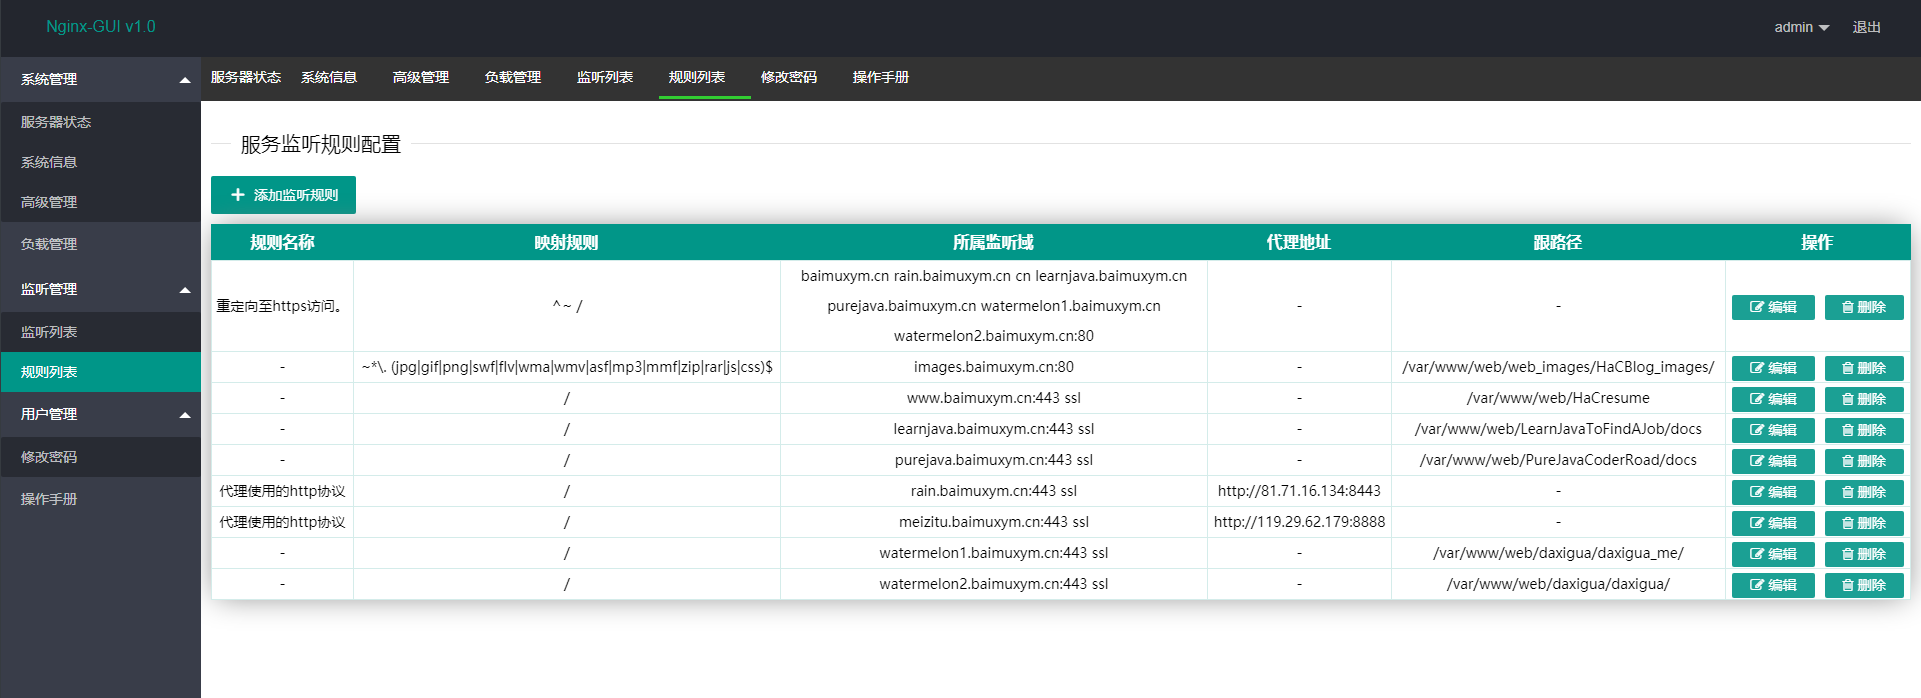 Nginx-GUI v1.0
admin
退出
系统管理
服务器状态
系统信息
高级管理
负载管理
监听管理
监听列表
规则列表
用户管理
修改密码
操作手册
服务器状态 系统信息 高级管理 负载管理 监听列表 规则列表 修改密码 操作手册
服务监听规则配置
添加监听规则
规则名称 映射规则 所属监听域 代理地址 跟路径 操作
baimuxym.cn rain.baimuxym.cn cn learnjava.baimuxym.cn
重定向至https访问。 ^~ / purejava.baimuxym.cn watermelon1.baimuxym.cn - - 编辑 删除
watermelon2.baimuxym.cn:80
- ~*\. (jpg|gif|png|swf|flv|wma|wmv|asf|mp3|mmf|zip|rar|js|css)$ images.baimuxym.cn:80 - /var/www/web/web_images/HaCBlog_images/ 编辑 删除
- / www.baimuxym.cn:443 ssl - /var/www/web/HaCresume 编辑 删除
- / learnjava.baimuxym.cn:443 ssl - /var/www/web/LearnJavaToFindAJob/docs 编辑 删除
- / purejava.baimuxym.cn:443 ssl - /var/www/web/PureJavaCoderRoad/docs 编辑 删除
代理使用的http协议 / rain.baimuxym.cn:443 ssl http://81.71.16.134:8443 - 编辑 删除
代理使用的http协议 / meizitu.baimuxym.cn:443 ssl http://119.29.62.179:8888 - 编辑 删除
- / watermelon1.baimuxym.cn:443 ssl - /var/www/web/daxigua/daxigua_me/ 编辑 删除
- / watermelon2.baimuxym.cn:443 ssl - /var/www/web/daxigua/daxigua/ 编辑 删除